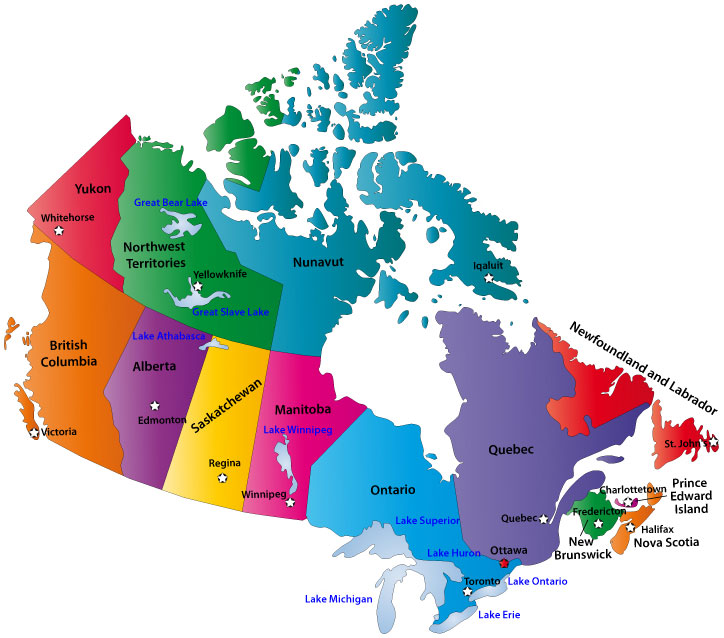 Yukon
Whitehorse
Great Bear Lake
Northwest
Territories
Yellowknife
Great Slave Lake
Nunavut
Iqaluit
British
Columbia
Victoria
Lake Athabasca
Alberta
Edmonton
Saskatchewan
Regina
Manitoba
Lake Winnipeg
Winnipeg
Ontario
Lake Superior
Lake Huron
Ottawa
Toronto
Lake Ontario
Lake Michigan
Lake Erie
Quebec
Quebec
Newfoundland and Labrador
St. John's
Charlottetown
Prince
Edward
Island
Fredericton
New
Brunswick
Halifax
Nova Scotia